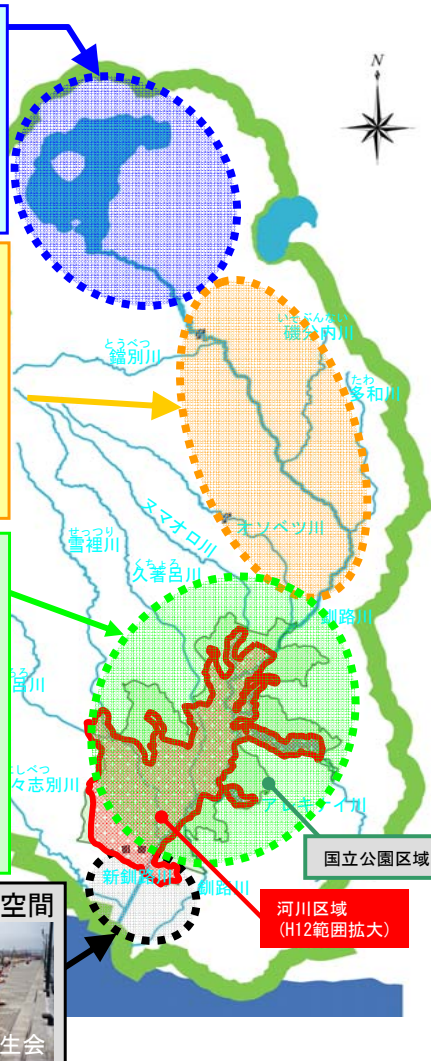 N
いそぶんない
磯分内川
とうべつ
鐺別川
たわ
多和川
オソベツ川
ヌマオロ川
せっつり
雪裡川
くちょろ
久著呂川
釧路川
ろ
呂川
しべつ
々志別川
アレキナイ川
国立公園区域
新釧路川
釧路川
河川区域
(H12範囲拡大)
空間
生会